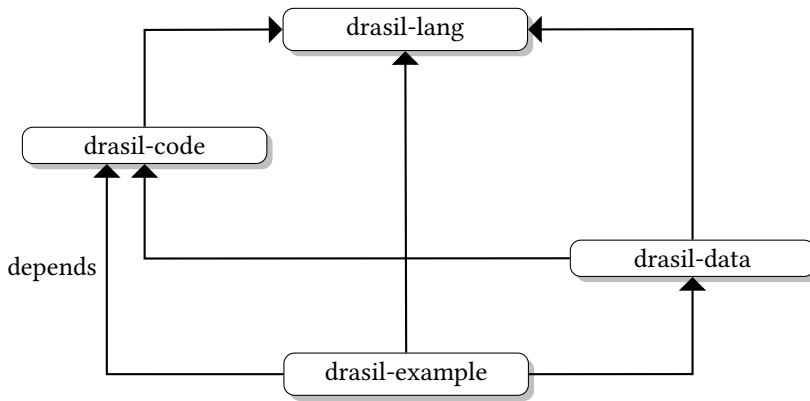 drasil-lang
drasil-code
depends
drasil-data
drasil-example